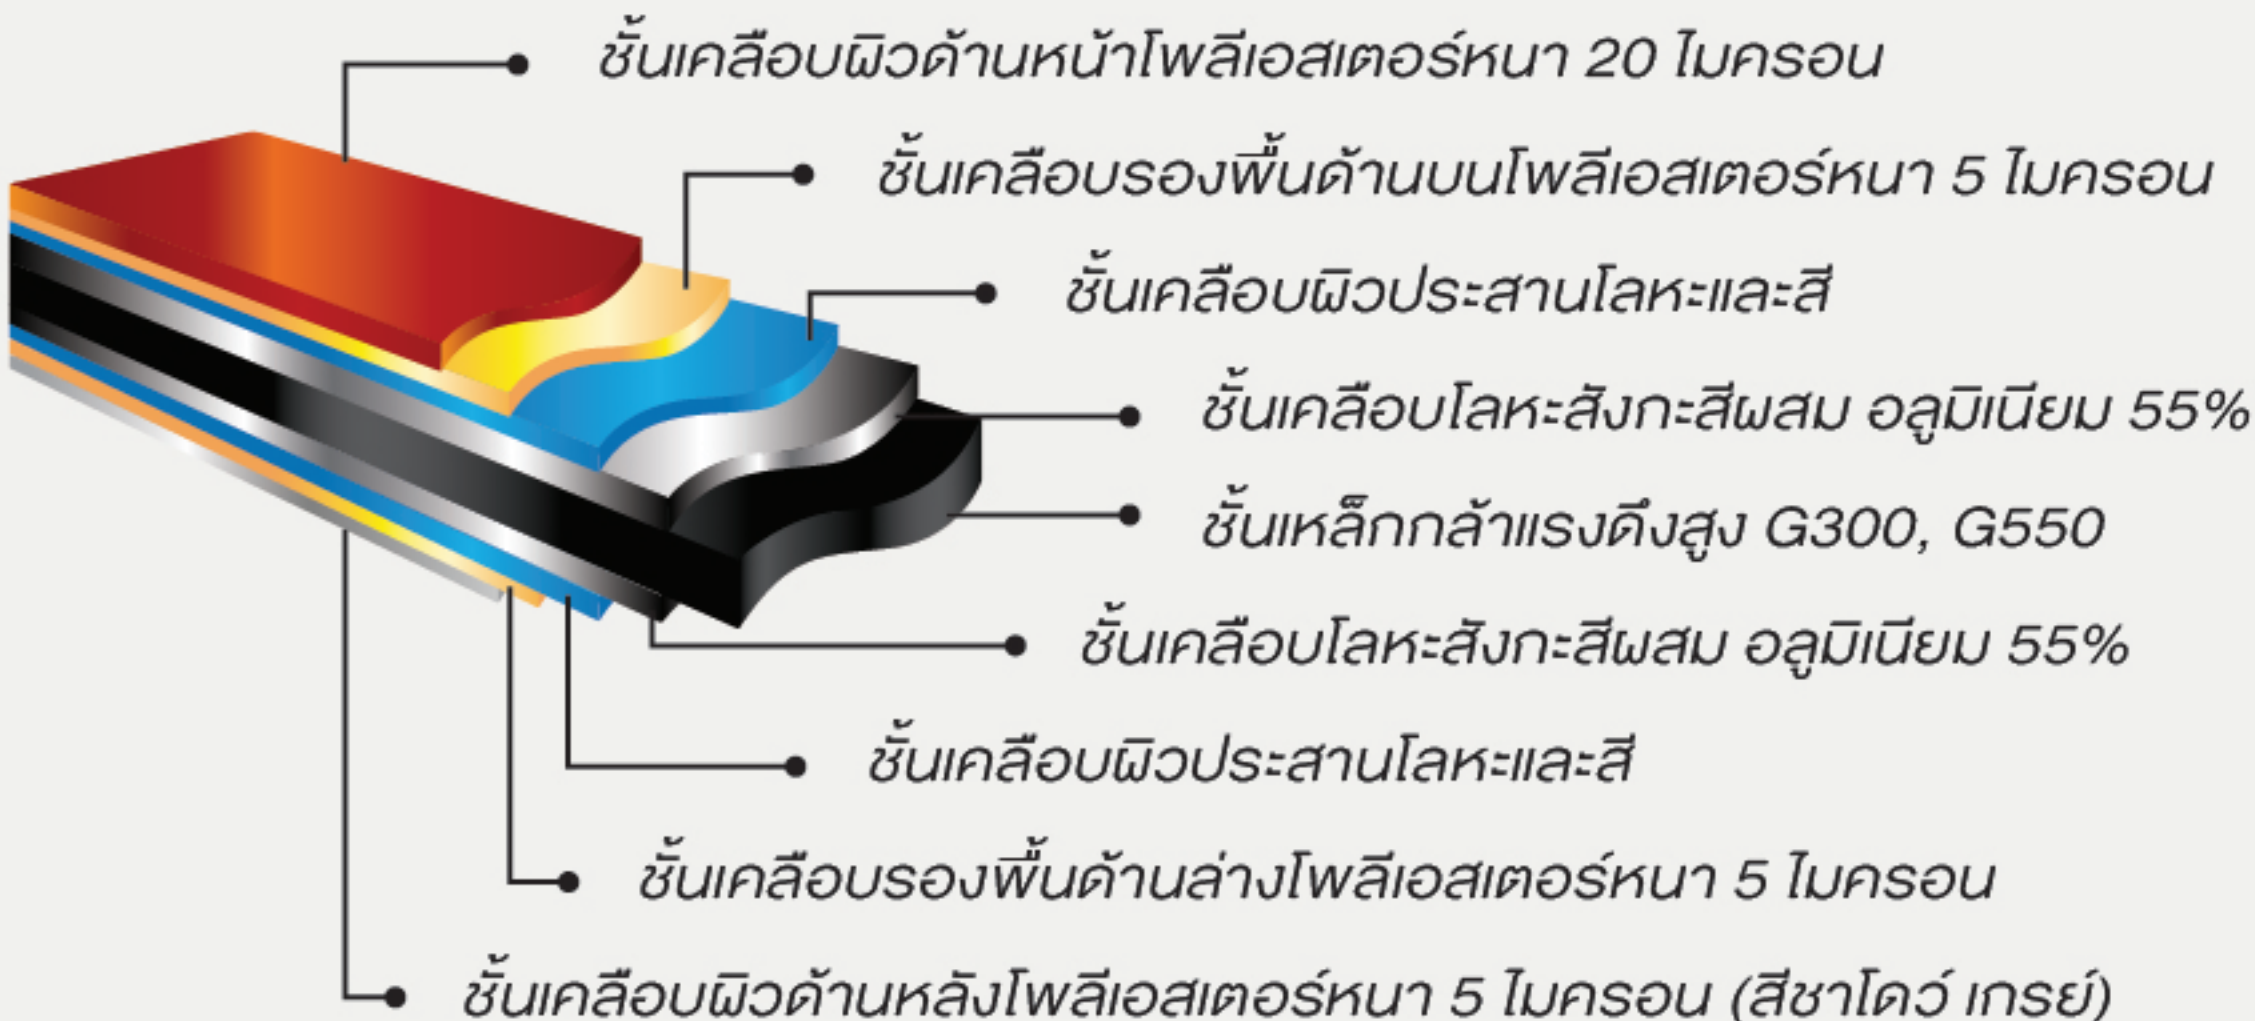 ชั้นเคลือบผิวด้านหน้าโพลีเอสเตอร์หนา 20 ไมครอน
ชั้นเคลือบรองพื้นด้านบนโพลีเอสเตอร์หนา 5 ไมครอน
ชั้นเคลือบผิวประสานโลหะและสี
ชั้นเคลือบโลหะสังกะสีผสม อลูมิเนียม 55%
ชั้นเหล็กกล้าแรงดึงสูง G300, G550
ชั้นเคลือบโลหะสังกะสีผสม อลูมิเนียม 55%
ชั้นเคลือบผิวประสานโลหะและสี
ชั้นเคลือบรองพื้นด้านล่างโพลีเอสเตอร์หนา 5 ไมครอน
ชั้นเคลือบผิวด้านหลังโพลีเอสเตอร์หนา 5 ไมครอน (สีชาโดว์ เกรย์)